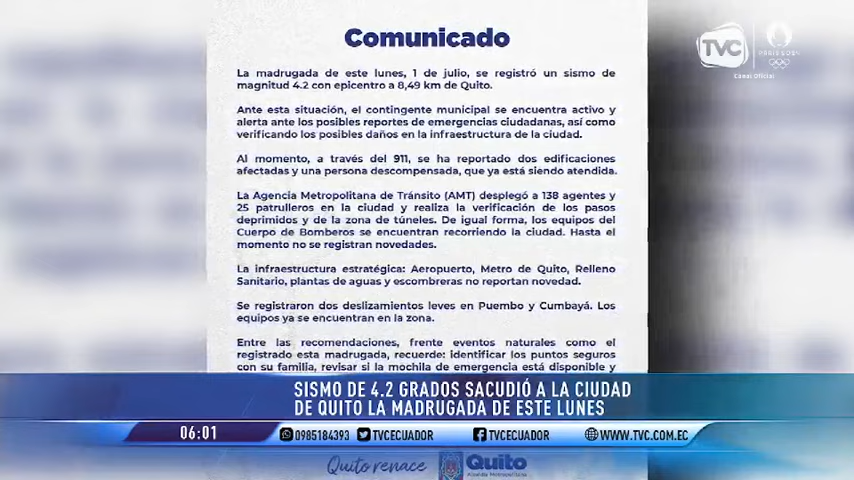 Comunicado
TVC
PARIS 2024
Canal Oficial
La madrugada de este lunes, 1 de julio, se registró un sismo de
magnitud 4.2 con epicentro a 8,49 km de Quito.
Ante esta situación, el contingente municipal se encuentra activo y
alerta ante los posibles reportes de emergencias ciudadanas, así como
verificando los posibles daños en la infraestructura de la ciudad.
Al momento, a través del 911, se ha reportado dos edificaciones
afectadas y una persona descompensada, que ya está siendo atendida.
La Agencia Metropolitana de Tránsito (AMT) desplegó a 138 agentes y
25 patrulleros en la ciudad y realiza la verificación de los pasos
deprimidos y de la zona de túneles. De igual forma, los equipos del
Cuerpo de Bomberos se encuentran recorriendo la ciudad. Hasta el
momento no se registran novedades.
La infraestructura estratégica: Aeropuerto, Metro de Quito, Relleno
Sanitario, plantas de aguas y escombreras no reportan novedad.
Se registraron dos deslizamientos leves en Puembo y Cumbayá. Los
equipos ya se encuentran en la zona.
Entre las recomendaciones, frente eventos naturales como el
registrado esta madrugada, recuerde: identificar los puntos seguros
con su familia, revisar si la mochila de emergencia está disponible y
SISMO DE 4.2 GRADOS SACUDIÓ A LA CIUDAD
DE QUITO LA MADRUGADA DE ESTE LUNES
06:01
0985184393 TVCECUADOR TVCECUADOR WWW.TVC.COM.EC
Quito renace Quito
Alcaldía Metropolitana